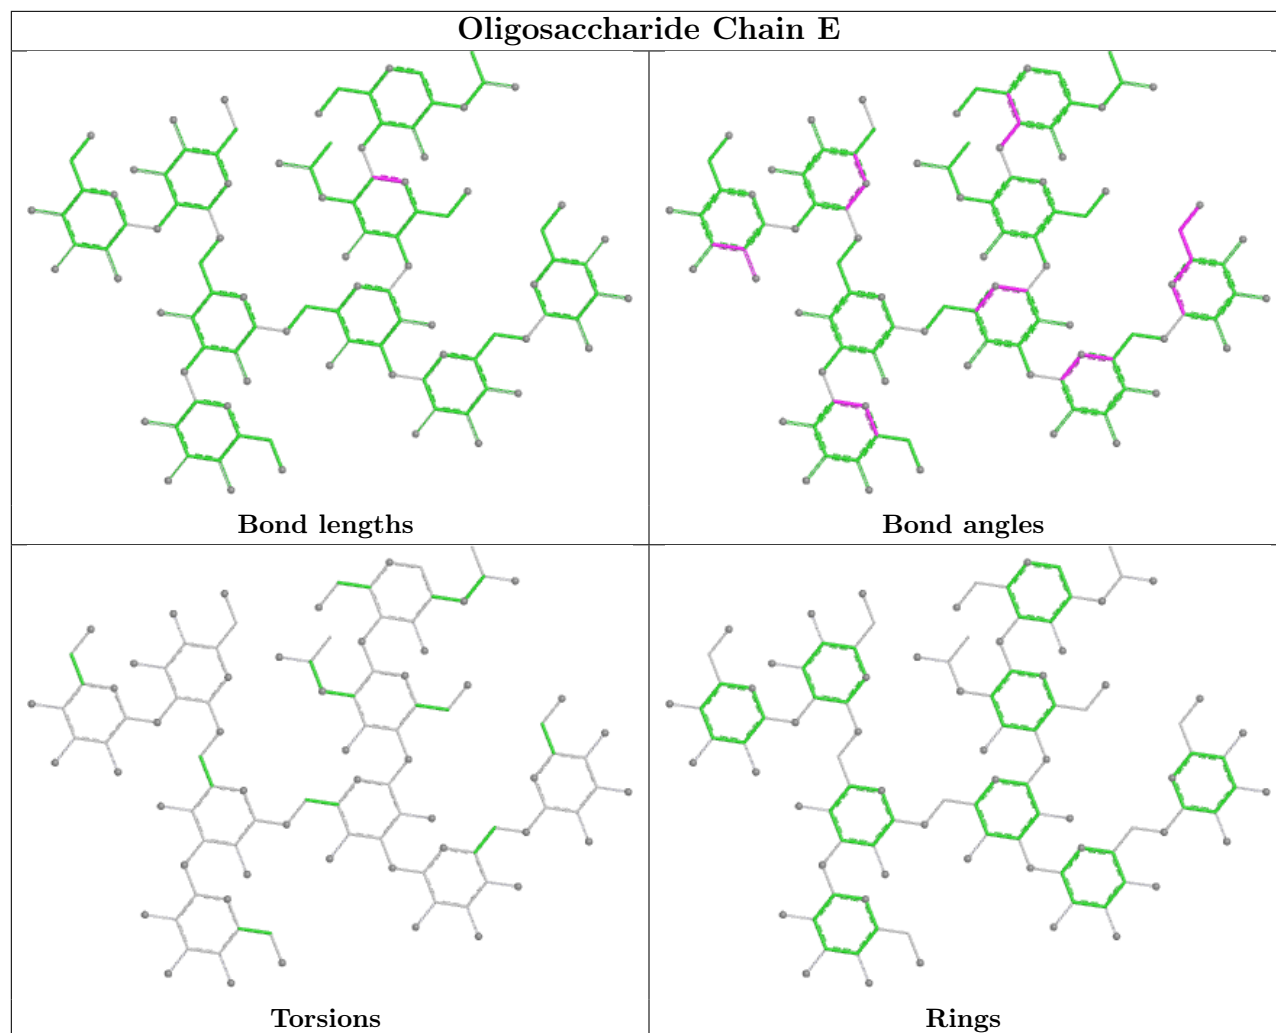 Oligosaccharide Chain E
Bond lengths
Bond angles
Torsions
Rings